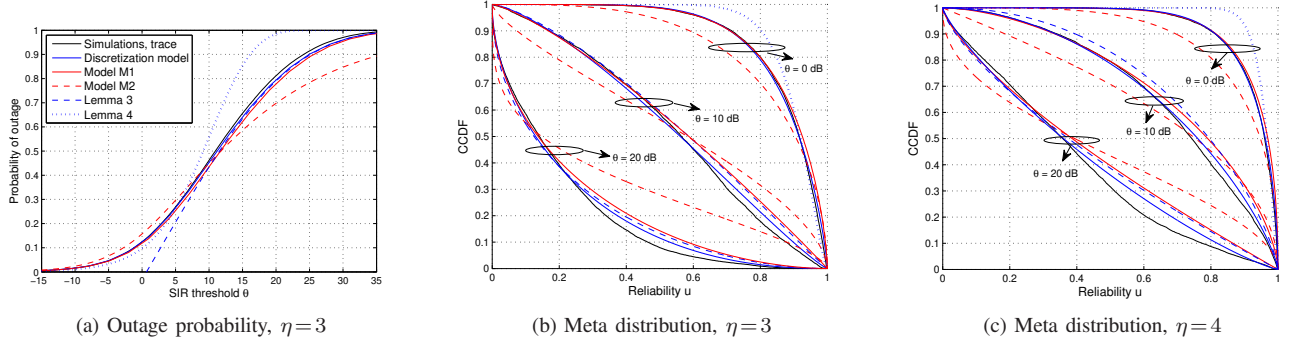 Probability of outage
1
0.9
0.8
0.7
0.6
0.5
0.4
0.3
0.2
0.1
0
-15 -10 -5 0 5 10 15 20 25 30 35
SIR threshold θ
Simulations, trace
Discretization model
Model M1
Model M2
Lemma 3
Lemma 4
(a) Outage probability, η=3
CCDF
1
0.9
0.8
0.7
0.6
0.5
0.4
0.3
0.2
0.1
0
0 0.2 0.4 0.6 0.8 1
Reliability u
θ = 0 dB
θ = 10 dB
θ = 20 dB
(b) Meta distribution, η=3
CCDF
1
0.9
0.8
0.7
0.6
0.5
0.4
0.3
0.2
0.1
0
0 0.2 0.4 0.6 0.8 1
Reliability u
θ = 0 dB
θ = 10 dB
θ = 20 dB
(c) Meta distribution, η=4